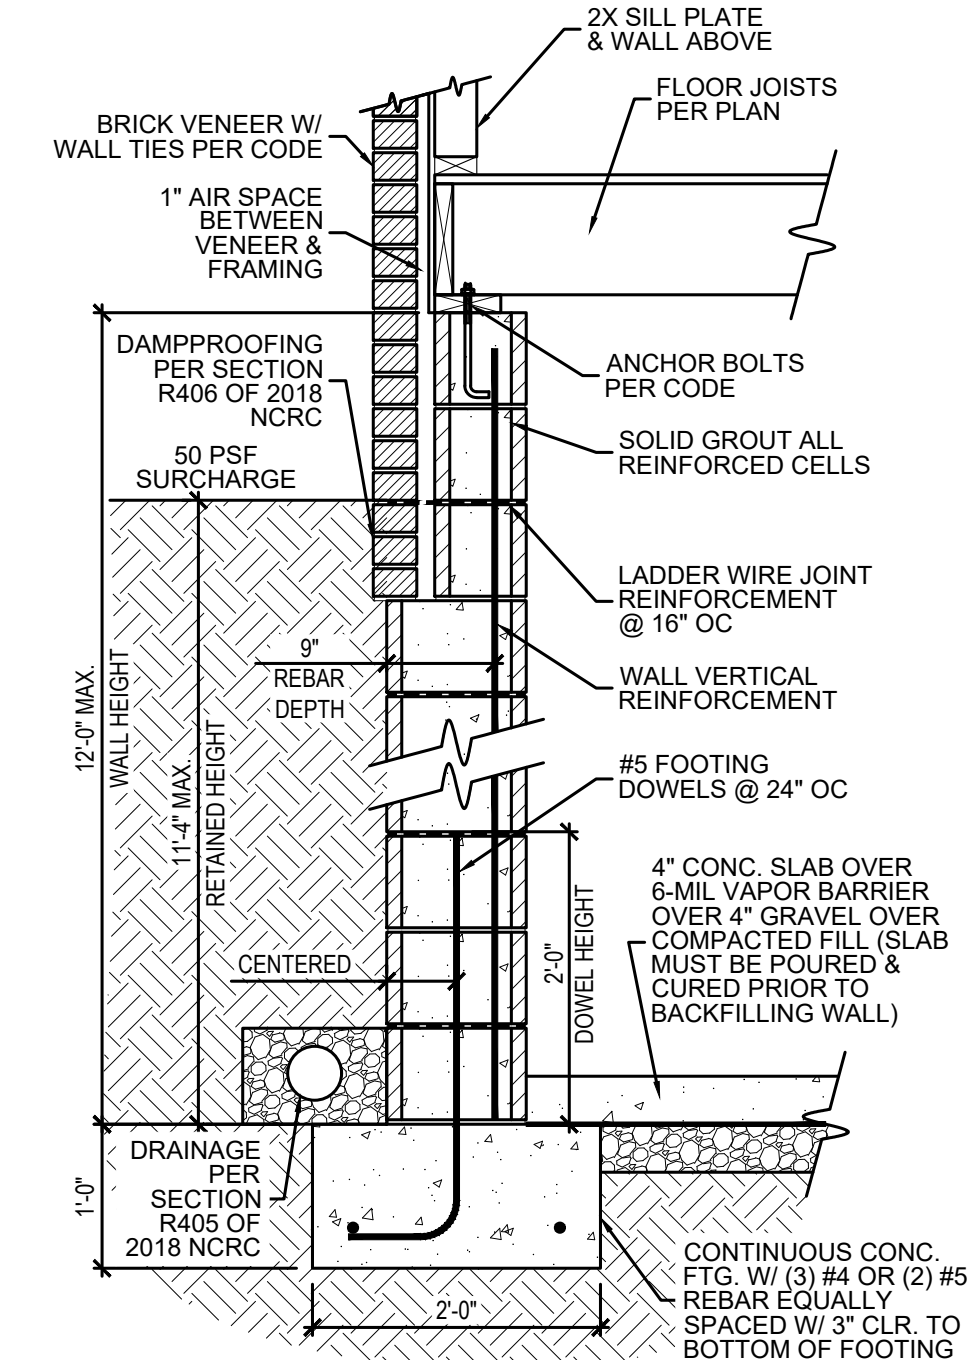 2X SILL PLATE
& WALL ABOVE
FLOOR JOISTS
PER PLAN
BRICK VENEER W/
WALL TIES PER CODE
1" AIR SPACE
BETWEEN
VENEER &
FRAMING
DAMPPROOFING
PER SECTION
R406 OF 2018
NCRC
ANCHOR BOLTS
PER CODE
SOLID GROUT ALL
REINFORCED CELLS
50 PSF
SURCHARGE
LADDER WIRE JOINT
REINFORCEMENT
@ 16" OC
9"
REBAR
DEPTH
WALL VERTICAL
REINFORCEMENT
12'-0" MAX.
WALL HEIGHT
11'-4" MAX.
RETAINED HEIGHT
#5 FOOTING
DOWELS @ 24" OC
CENTERED
2'-0"
DOWEL HEIGHT
4" CONC. SLAB OVER
6-MIL VAPOR BARRIER
OVER 4" GRAVEL OVER
COMPACTED FILL (SLAB
MUST BE POURED &
CURED PRIOR TO
BACKFILLING WALL)
1'-0"
DRAINAGE
PER
SECTION
R405 OF
2018 NCRC
2'-0"
CONTINUOUS CONC.
FTG. W/ (3) #4 OR (2) #5
REBAR EQUALLY
SPACED W/ 3" CLR. TO
BOTTOM OF FOOTING